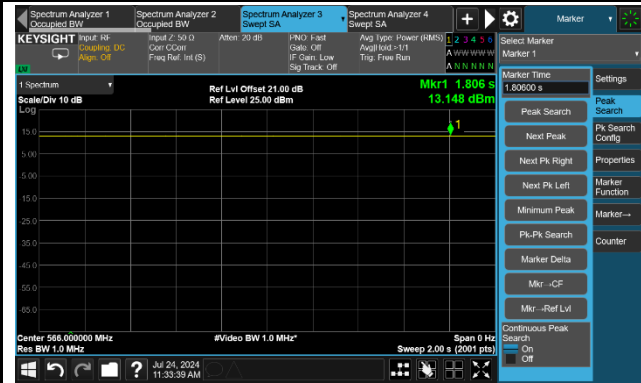 Spectrum Analyzer 1
Occupied BW
Spectrum Analyzer 2
Occupied BW
Spectrum Analyzer 3
Swept SA
Spectrum Analyzer 4
Swept SA
+
Marker
KEYSIGHT
Input: RF
Coupling: DC
Align: Off
Input Z: 50 Ω
Corr CCorr
Freq Ref: Int (S)
Atten: 20 dB
PNO: Fast
Gate: Off
IF Gain: Low
Sig Track: Off
Avg Type: Power (RMS)
Avg|Hold:>1/1
Trig: Free Run
1 2 3 4 5 6
A W W W W W
A N N N N N
Select Marker
Marker 1
1 Spectrum
Scale/Div 10 dB
Log
Ref Lvl Offset 21.00 dB
Ref Level 25.00 dBm
Mkr1 1.806 s
13.148 dBm
1
15.0
5.00
-5.00
-15.0
-25.0
-35.0
-45.0
-55.0
-65.0
Center 566.000000 MHz
Res BW 1.0 MHz
#Video BW 1.0 MHz*
Span 0 Hz
Sweep 2.00 s (2001 pts)
Marker Time
1.80600 s
Peak Search
Next Peak
Next Pk Right
Next Pk Left
Minimum Peak
Pk-Pk Search
Marker Delta
Mkr→CF
Mkr→Ref Lvl
Continuous Peak
Search
On
Off
Settings
Peak
Search
Pk Search
Config
Properties
Marker
Function
Marker→
Counter
?
Jul 24, 2024
11:33:39 AM